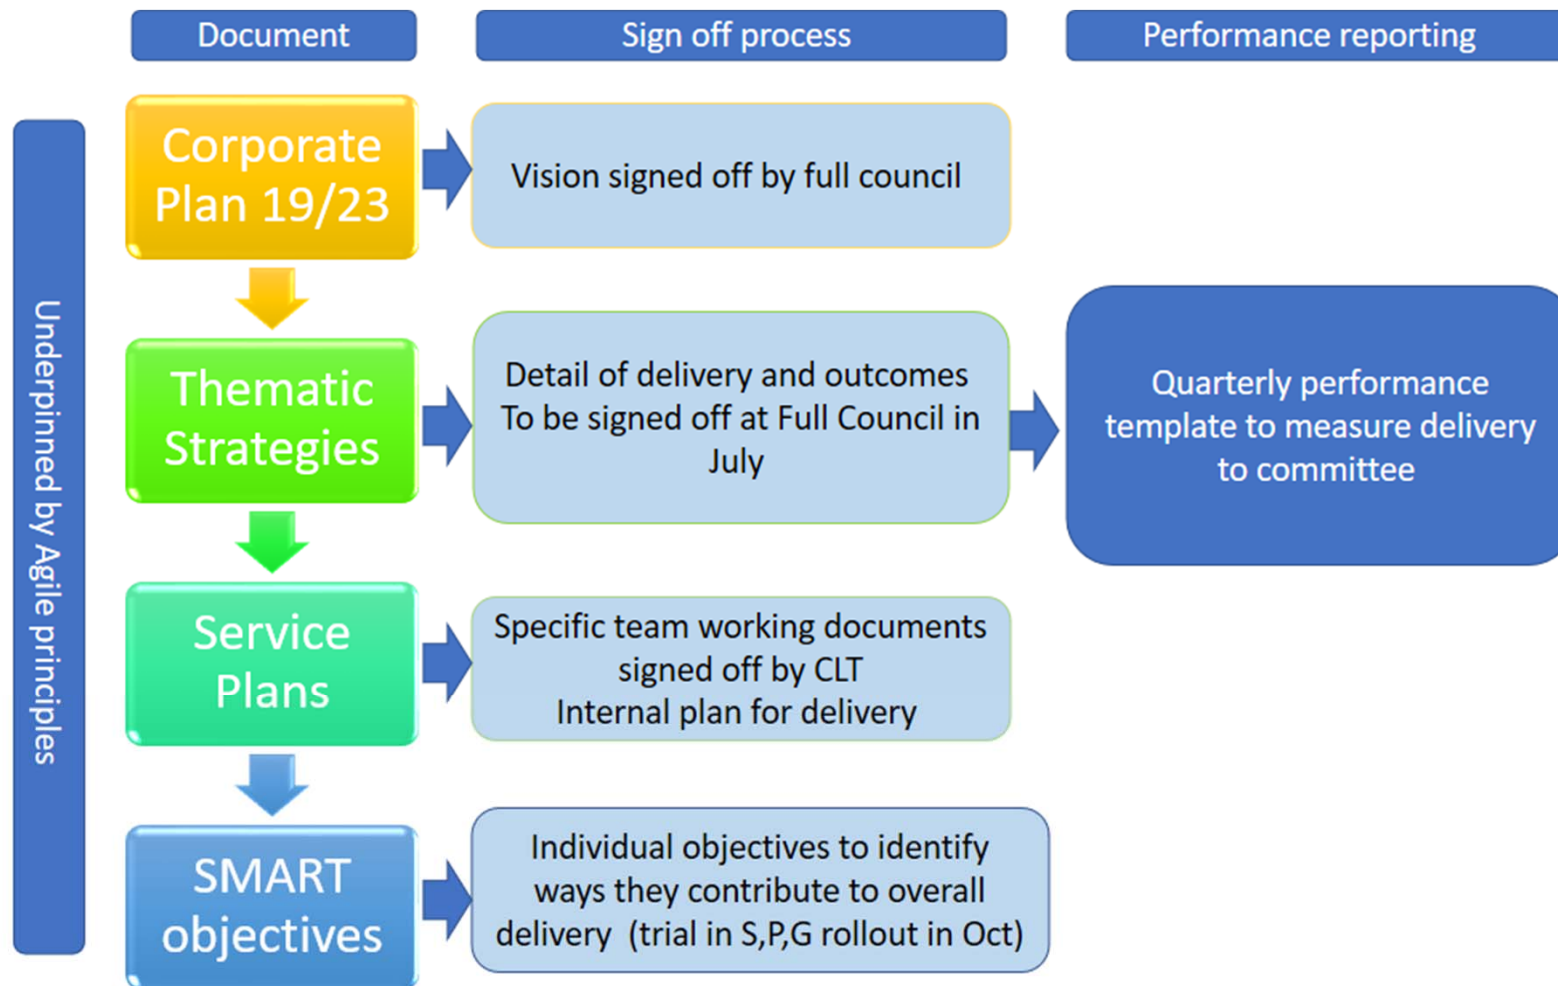 Document
Sign off process
Performance reporting
Underpinned by Agile principles
Corporate
Plan 19/23
Vision signed off by full council
Thematic
Strategies
Detail of delivery and outcomes
To be signed off at Full Council in
July
Quarterly performance
template to measure delivery
to committee
Service
Plans
Specific team working documents
signed off by CLT
Internal plan for delivery
SMART
objectives
Individual objectives to identify
ways they contribute to overall
delivery  (trial in S,P,G rollout in Oct)